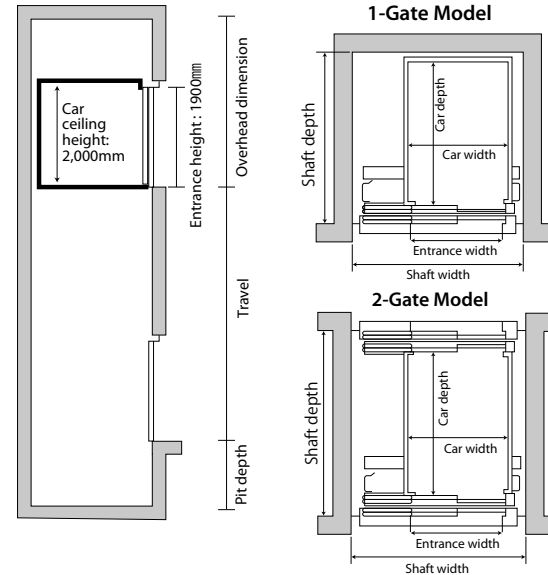 Car
ceiling
height:
2,000mm
Entrance height : 1900㎜
Overhead dimension
Travel
Pit depth
1-Gate Model
Shaft depth
Car depth
Car width
Entrance width
Shaft width
2-Gate Model
Shaft depth
Car depth
Car width
Entrance width
Shaft width